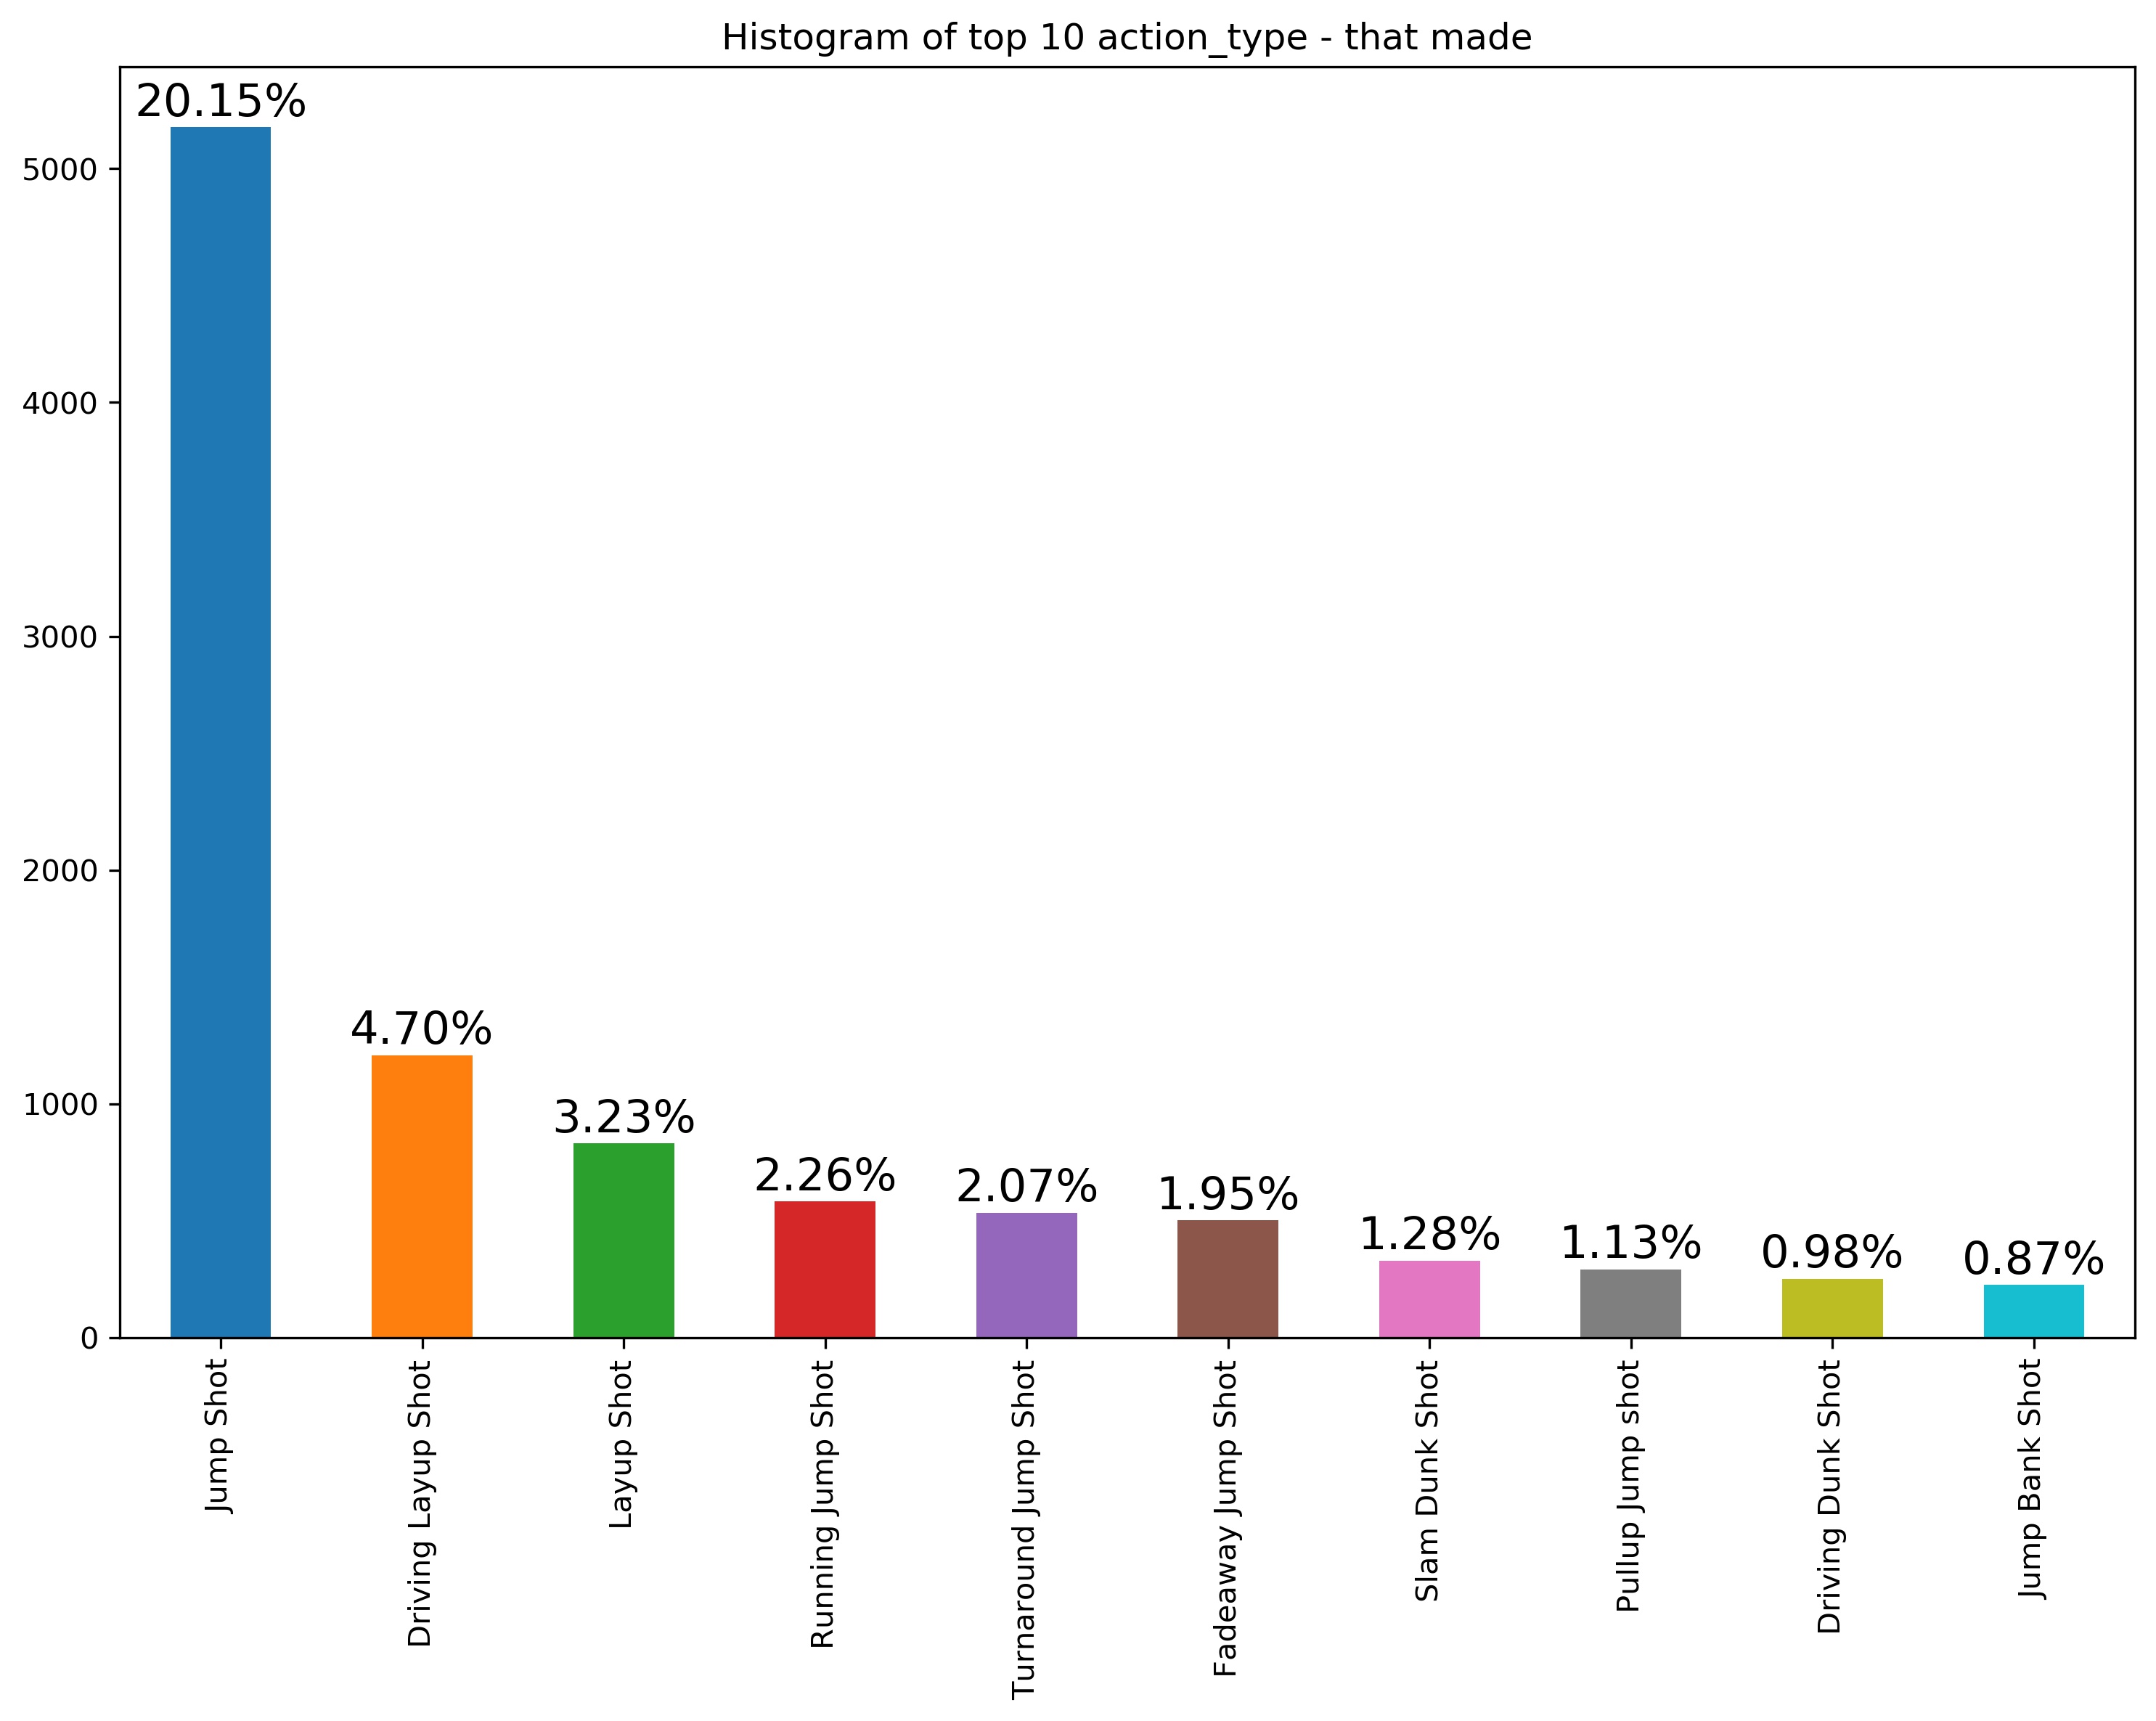 Histogram of top 10 action_type - that made
20.15%
5000
4000
3000
2000
4.70%
1000
3.23%
2.26%
2.07%
1.95%
1.28%
1.13%
0.98%
0.87%
0
Jump Shot
Driving Layup Shot
Layup Shot
Running Jump Shot
Turnaround Jump Shot
Fadeaway Jump Shot
Slam Dunk Shot
Pullup Jump shot
Driving Dunk Shot
Jump Bank Shot